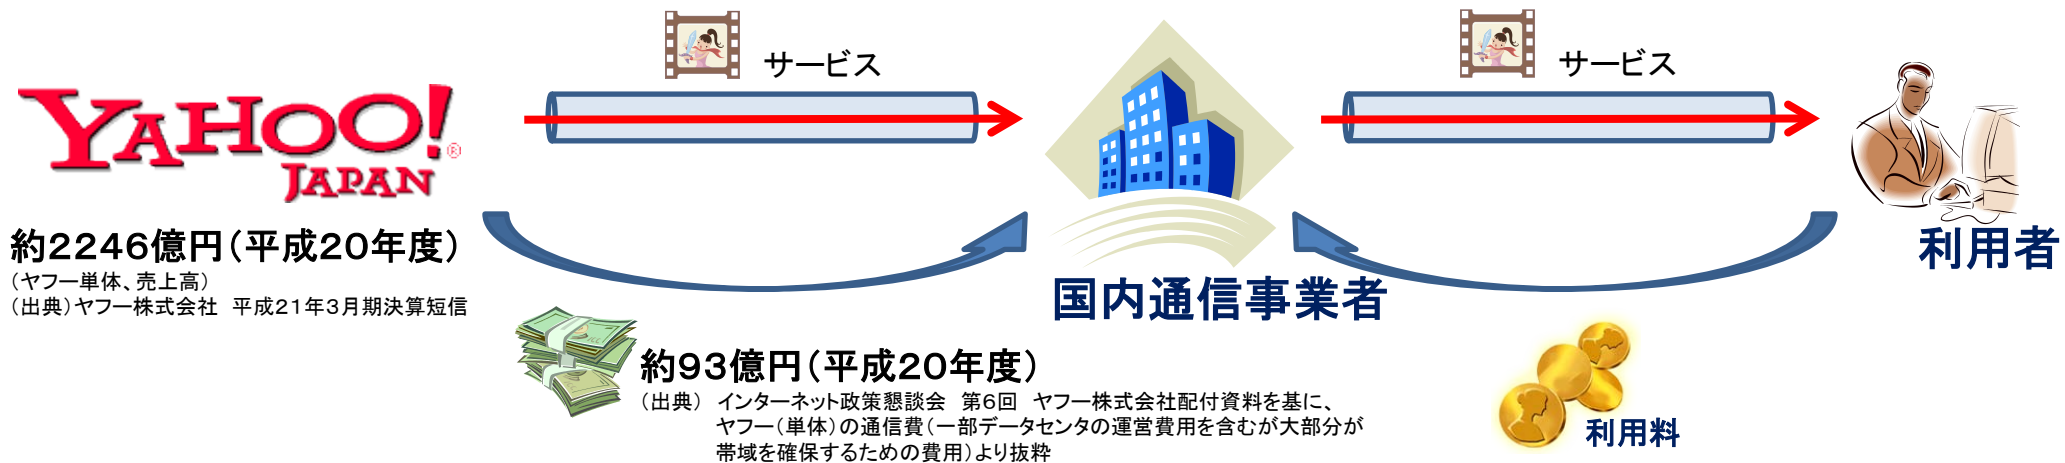 サービス
サービス
YAHOO!®
JAPAN
約2246億円(平成20年度)
(ヤフー単体、売上高)
(出典)ヤフー株式会社 平成21年3月期決算短信
利用者
国内通信事業者
約93億円(平成20年度)
(出典) インターネット政策懇談会 第6回 ヤフー株式会社配付資料を基に、
ヤフー(単体)の通信費(一部データセンタの運営費用を含むが大部分が
帯域を確保するための費用)より抜粋
利用料